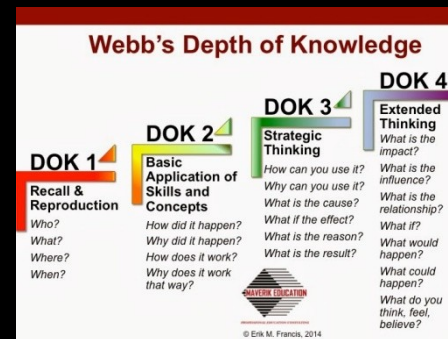 Webb's Depth of Knowledge
DOK 1
Recall &
Reproduction
Who?
What?
Where?
When?
DOK 2
Basic
Application of
Skills and
Concepts
How did it happen?
Why did it happen?
How does it work?
Why does it work
that way?
DOK 3
Strategic
Thinking
How can you use it?
Why can you use it?
What is the cause?
What if the effect?
What is the reason?
What is the result?
DOK 4
Extended
Thinking
What is the
impact?
What is the
influence?
What is the
relationship?
What if?
What would
happen?
What could
happen?
What do you
think, feel,
believe?
MAVERIK EDUCATION
© Erik M. Francis, 2014